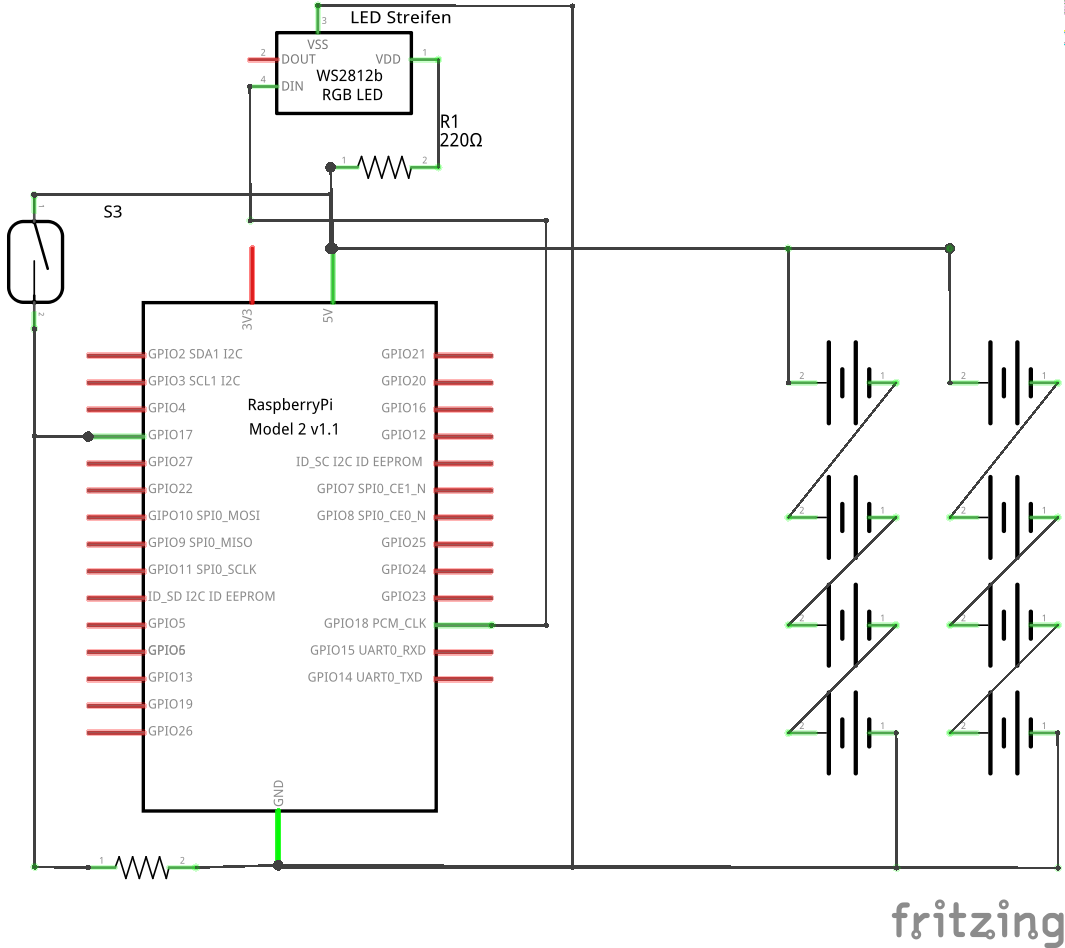 LED Streifen
3
VSS
2
DOUT
VDD
1
WS2812b
4
DIN
RGB LED
R1
220Ω
1
2
1
S3
2
3V3
5V
GPIO2 SDA1 I2C
GPIO21
GPIO3 SCL1 I2C
GPIO20
2
1
2
1
GPIO4
RaspberryPi
GPIO16
Model 2 v1.1
GPIO17
GPIO12
GPIO27
ID_SC I2C ID EEPROM
GPIO22
GPIO7 SPI0_CE1_N
GIPO10 SPI0_MOSI
GPIO8 SPI0_CE0_N
2
1
2
1
GPIO9 SPI0_MISO
GPIO25
GPIO11 SPI0_SCLK
GPIO24
ID_SD I2C ID EEPROM
GPIO23
GPIO5
GPIO18 PCM_CLK
2
1
2
1
GPIO6
GPIO15 UART0_RXD
GPIO13
GPIO14 UART0_TXD
GPIO19
GPIO26
2
1
2
1
GND
1
2
fritzing